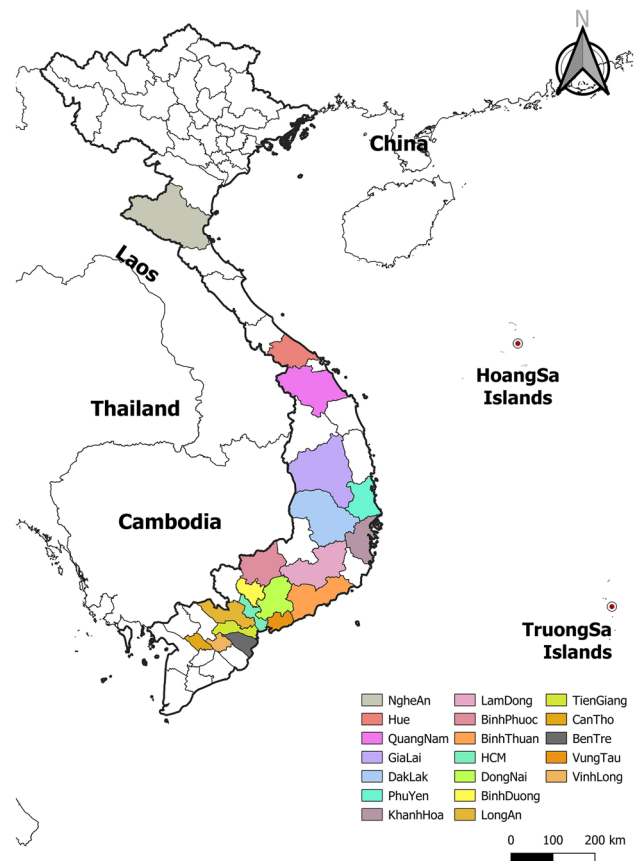 N
China
Laos
HoangSa
Islands
Thailand
Cambodia
TruongSa
Islands
NgheAn
Hue
QuangNam
GiaLai
DakLak
PhuYen
KhanhHoa
LamDong
BinhPhuoc
BinhThuan
HCM
DongNai
BinhDuong
LongAn
TienGiang
CanTho
BenTre
VungTau
VinhLong
0 100 200 km